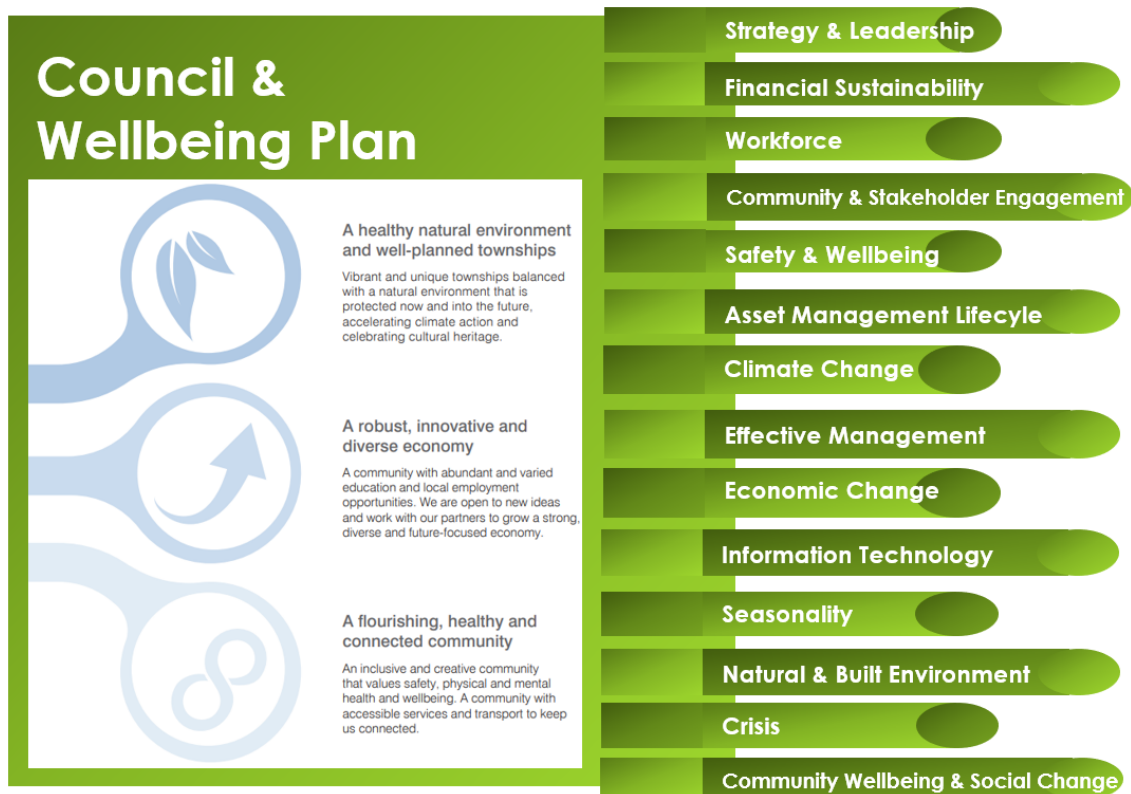 Council &
Wellbeing Plan
A healthy natural environment
and well-planned townships
Vibrant and unique townships balanced
with a natural environment that is
protected now and into the future,
accelerating climate action and
celebrating cultural heritage.
A robust, innovative and
diverse economy
A community with abundant and varied
education and local employment
opportunities. We are open to new ideas
and work with our partners to grow a strong,
diverse and future-focused economy.
A flourishing, healthy and
connected community
An inclusive and creative community
that values safety, physical and mental
health and wellbeing. A community with
accessible services and transport to keep
us connected.
Strategy & Leadership
Financial Sustainability
Workforce
Community & Stakeholder Engagement
Safety & Wellbeing
Asset Management Lifecyle
Climate Change
Effective Management
Economic Change
Information Technology
Seasonality
Natural & Built Environment
Crisis
Community Wellbeing & Social Change